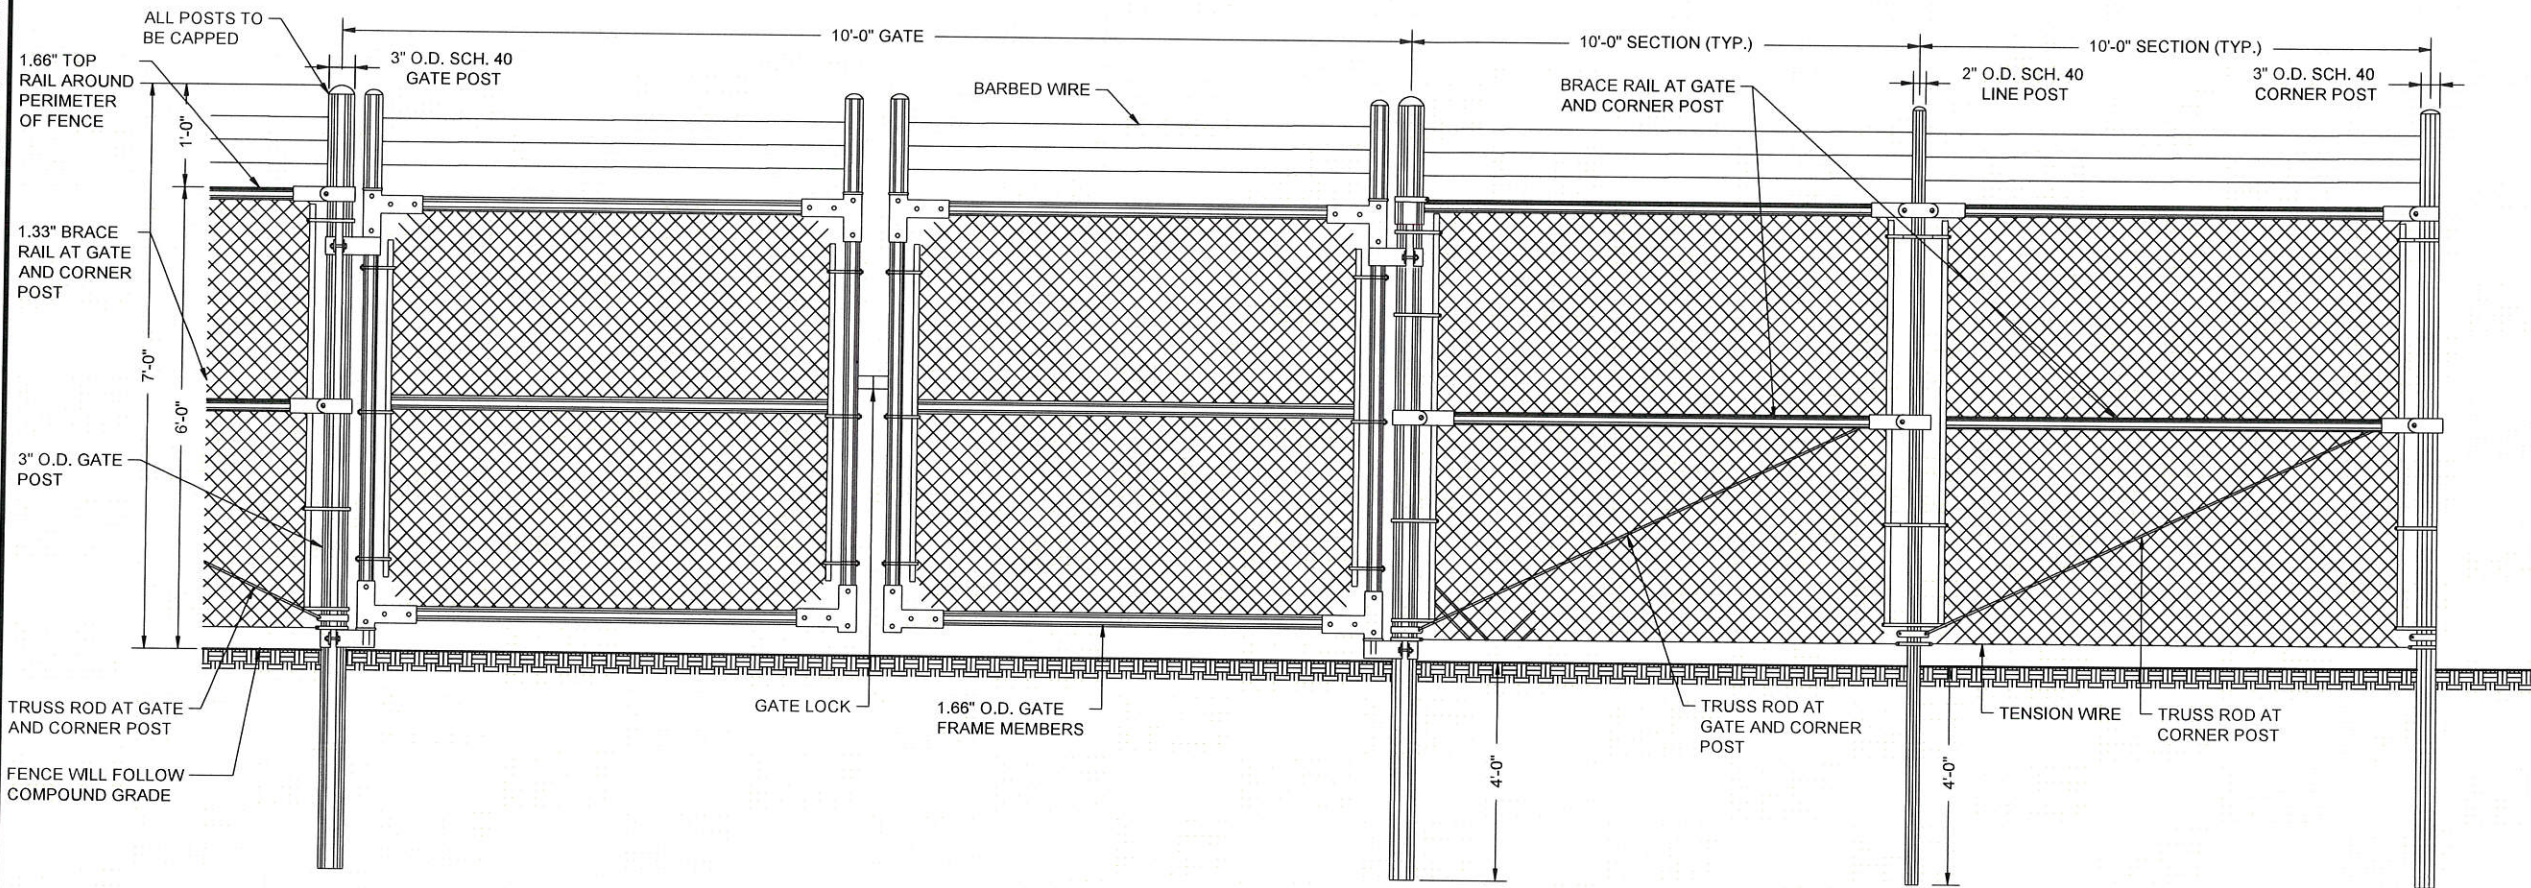 ALL POSTS TO
BE CAPPED
10'-0" GATE
10'-0" SECTION (TYP.)
10'-0" SECTION (TYP.)
1.66" TOP
RAIL AROUND
PERIMETER
OF FENCE
3" O.D. SCH. 40
GATE POST
BARBED WIRE
BRACE RAIL AT GATE
AND CORNER POST
2" O.D. SCH. 40
LINE POST
3" O.D. SCH. 40
CORNER POST
1'-0"
1.33" BRACE
RAIL AT GATE
AND CORNER
POST
7'-0"
6'-0"
3" O.D. GATE
POST
TRUSS ROD AT GATE
AND CORNER POST
FENCE WILL FOLLOW
COMPOUND GRADE
GATE LOCK
1.66" O.D. GATE
FRAME MEMBERS
4'-0"
TRUSS ROD AT
GATE AND CORNER
POST
4'-0"
TENSION WIRE
TRUSS ROD AT
CORNER POST